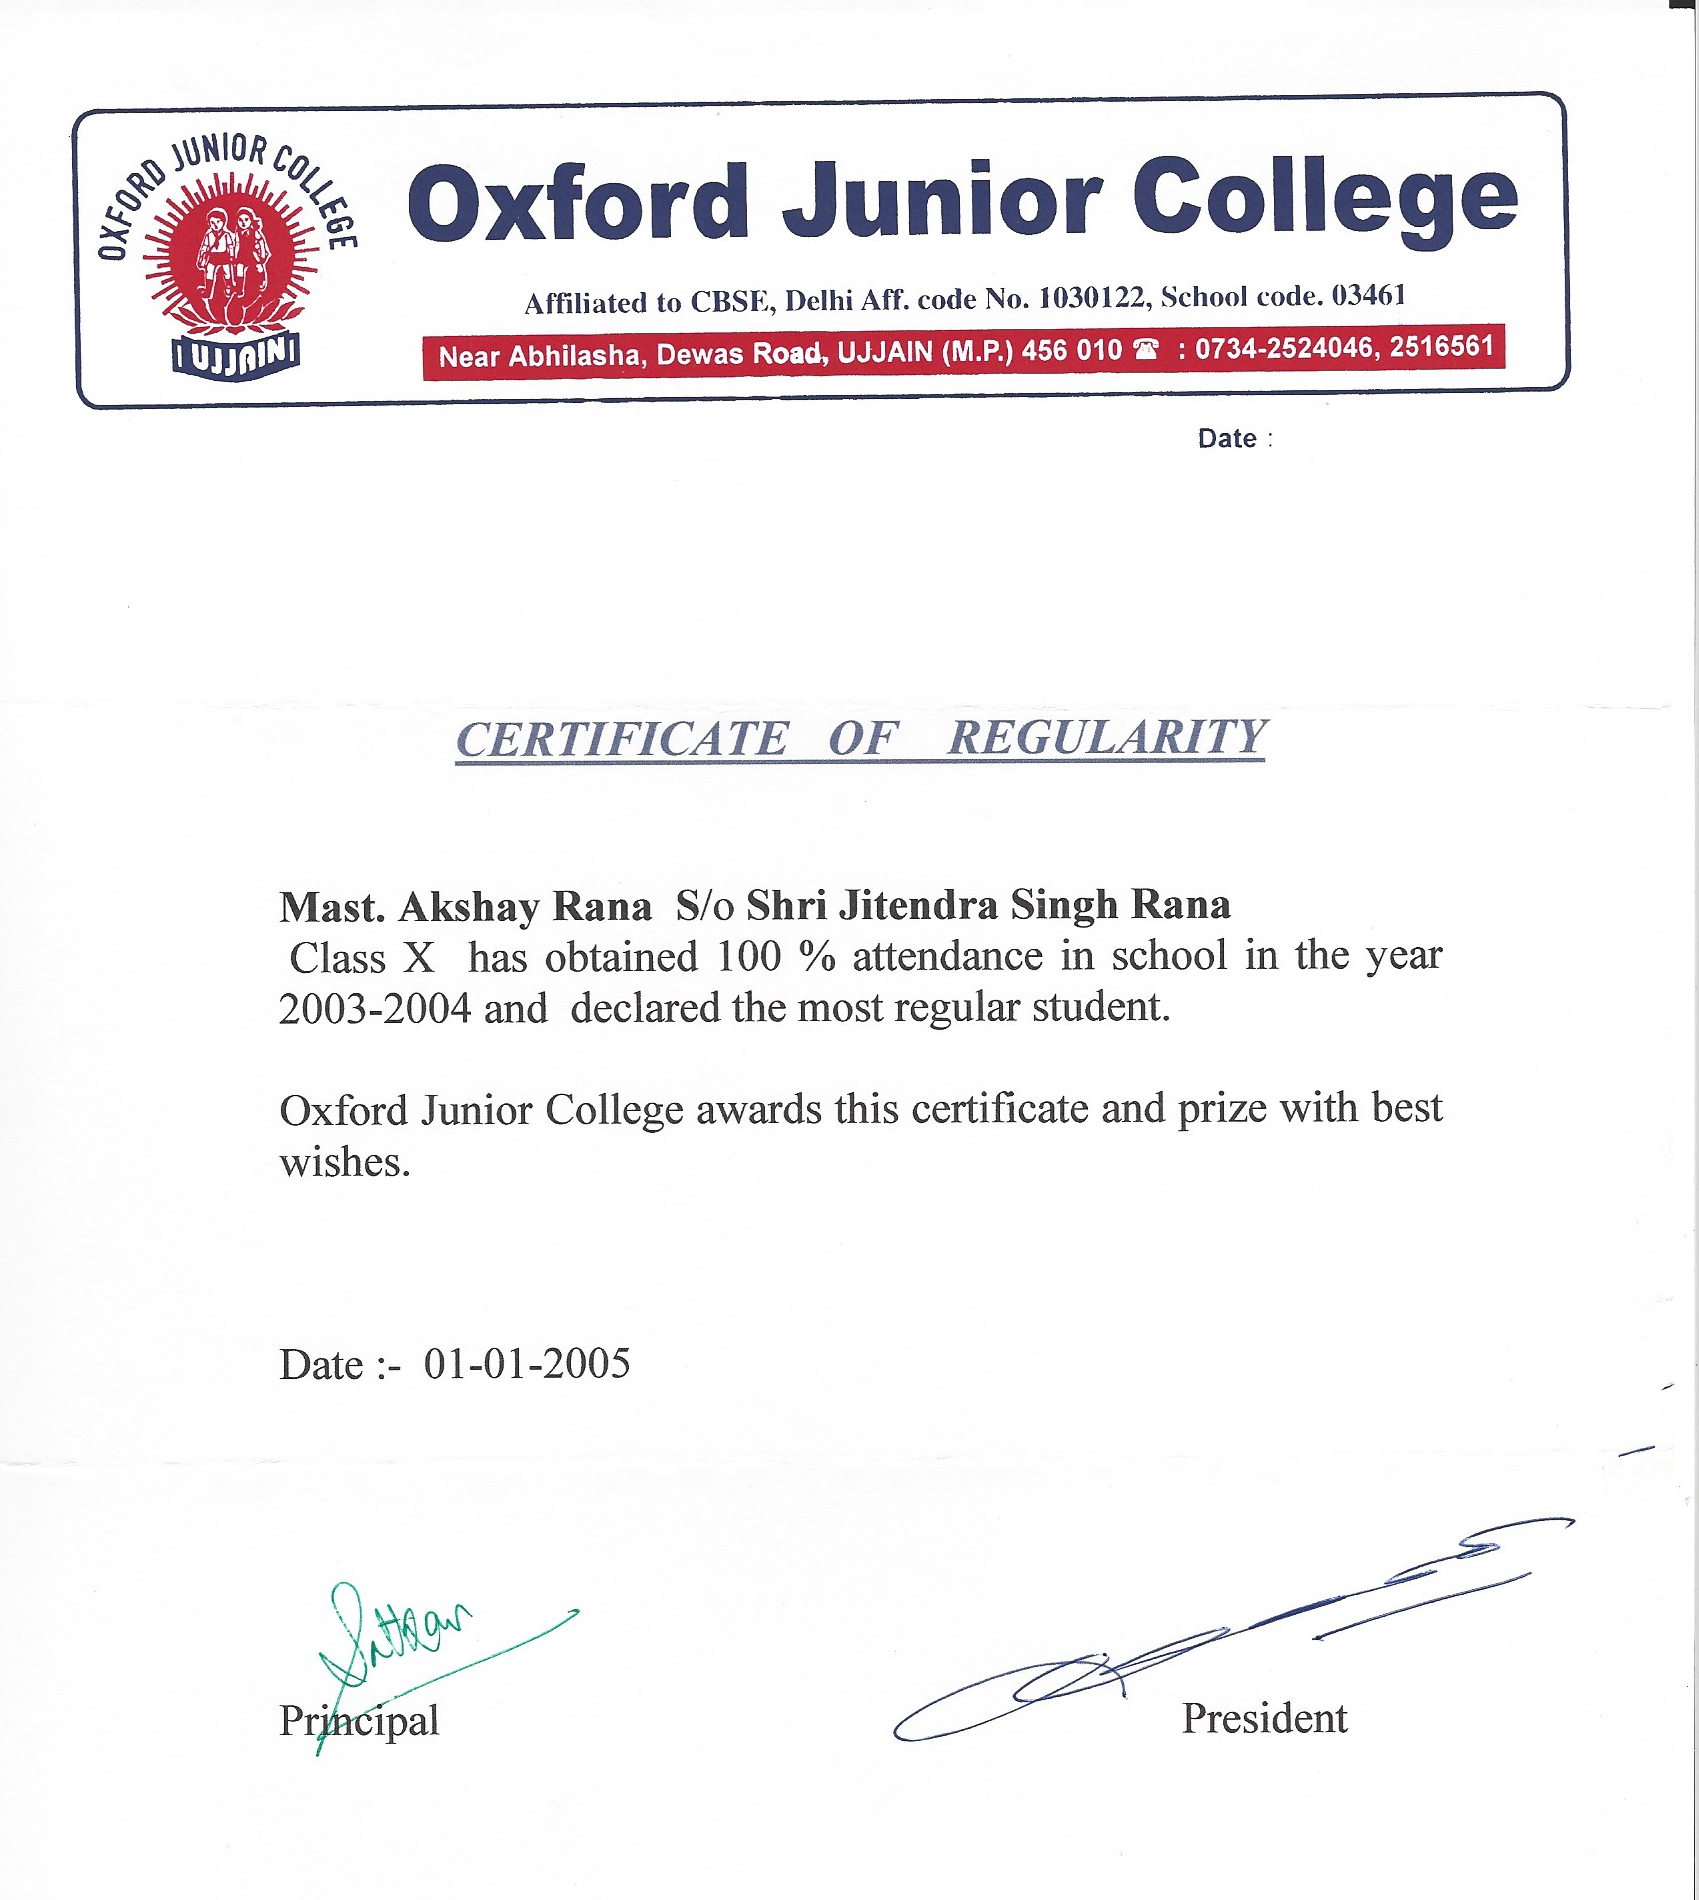 OXFORD JUNIOR COLLEGE
UJJAIN
Oxford Junior College
Affiliated to CBSE, Delhi Aff. code No. 1030122, School code. 03461
Near Abhilasha, Dewas Road, UJJAIN (M.P.) 456 010 ☎ : 0734-2524046, 2516561
Date :
CERTIFICATE OF REGULARITY
Mast. Akshay Rana S/o Shri Jitendra Singh Rana
Class X has obtained 100 % attendance in school in the year
2003-2004 and declared the most regular student.
Oxford Junior College awards this certificate and prize with best
wishes.
Date :- 01-01-2005
Principal
President